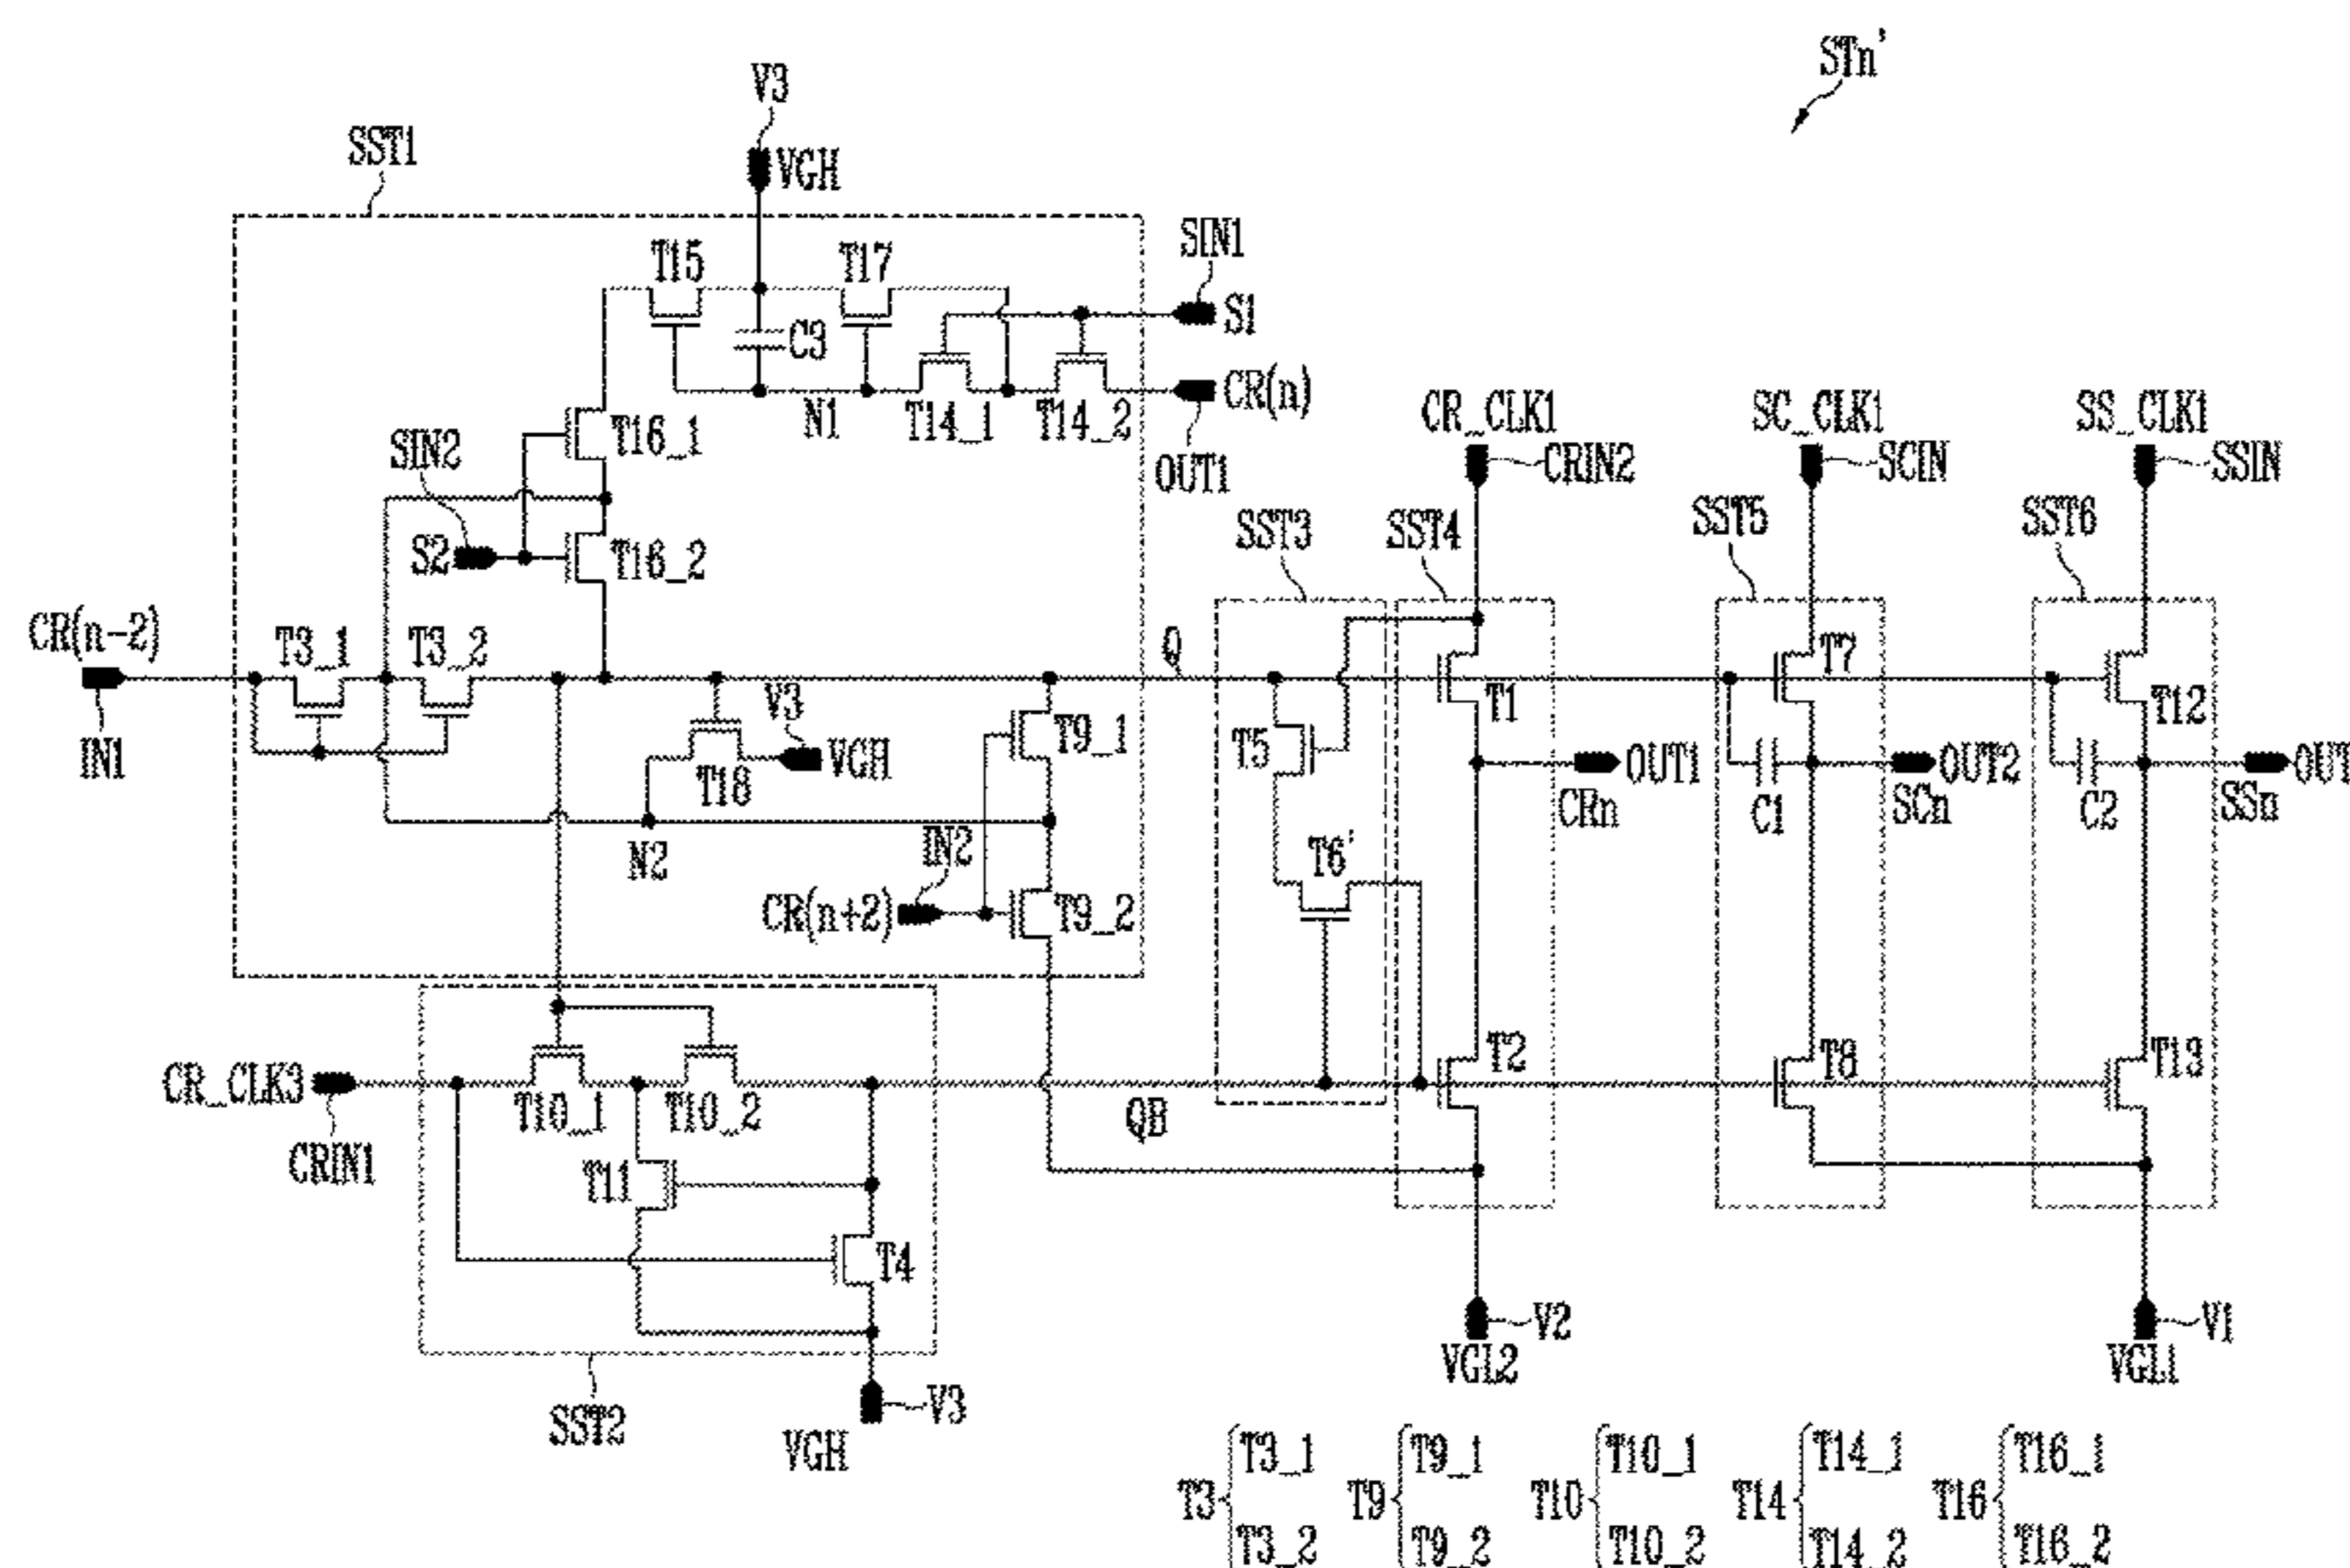 STn'
V3
SST1
VGH
SIN1
T15
T17
S1
C3
CR(n)
N1
T14_1
T14_2
CR_CLK1
SC_CLK1
SS_CLK1
T16_1
SIN2
OUT1
CRIN2
SCIN
SSIN
SST3
SST4
SST5
SST6
S2
T16_2
CR(n-2)
T3_1
T3_2
Q
T7
V3
T1
T12
IN1
T9_1
T5
VGH
OUT1
OUT2
OUT
T18
CRn
C1
SCn
C2
SSn
N2
IN2
T6'
CR(n+2)
T9_2
T2
T8
T13
CR_CLK3
T10_1
T10_2
QB
CRIN1
T11
T4
V2
V1
VGL2
VGL1
V3
SST2
VGH
T3 { T3_1
T3_2
T9 { T9_1
T9_2
T10 { T10_1
T10_2
T14 { T14_1
T14_2
T16 { T16_1
T16_2